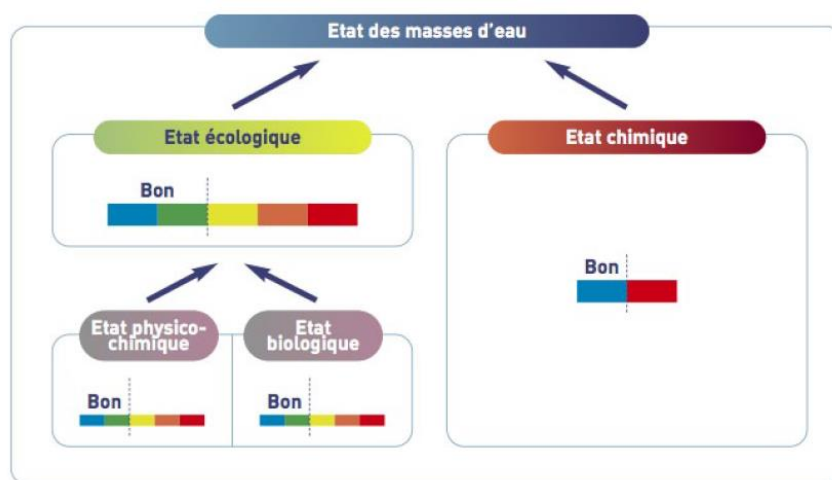 Etat des masses d'eau
Etat écologique
Etat chimique
Bon
Bon
Etat physico-
chimique
Etat
biologique
Bon
Bon